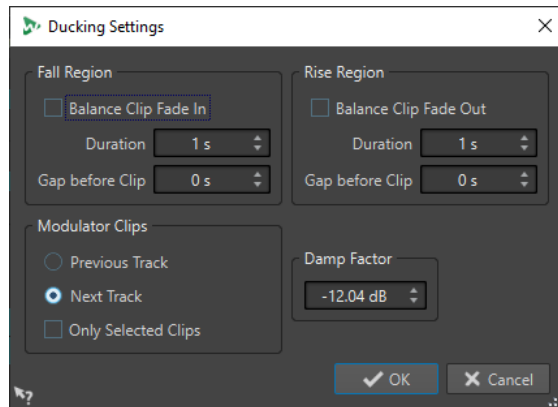 Ducking Settings
Fall Region
Balance Clip Fade In
Duration 1 s
Gap before Clip 0 s
Rise Region
Balance Clip Fade Out
Duration 1 s
Gap before Clip 0 s
Modulator Clips
Previous Track
Next Track
Only Selected Clips
Damp Factor
-12.04 dB
OK
Cancel